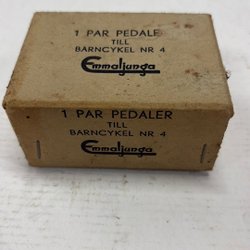 1 PAR PEDALER
TILL
BARNCYKEL NR 4
Emmaljunga
1 PAR PEDALER
TILL
BARNCYKEL NR 4
Emmaljunga